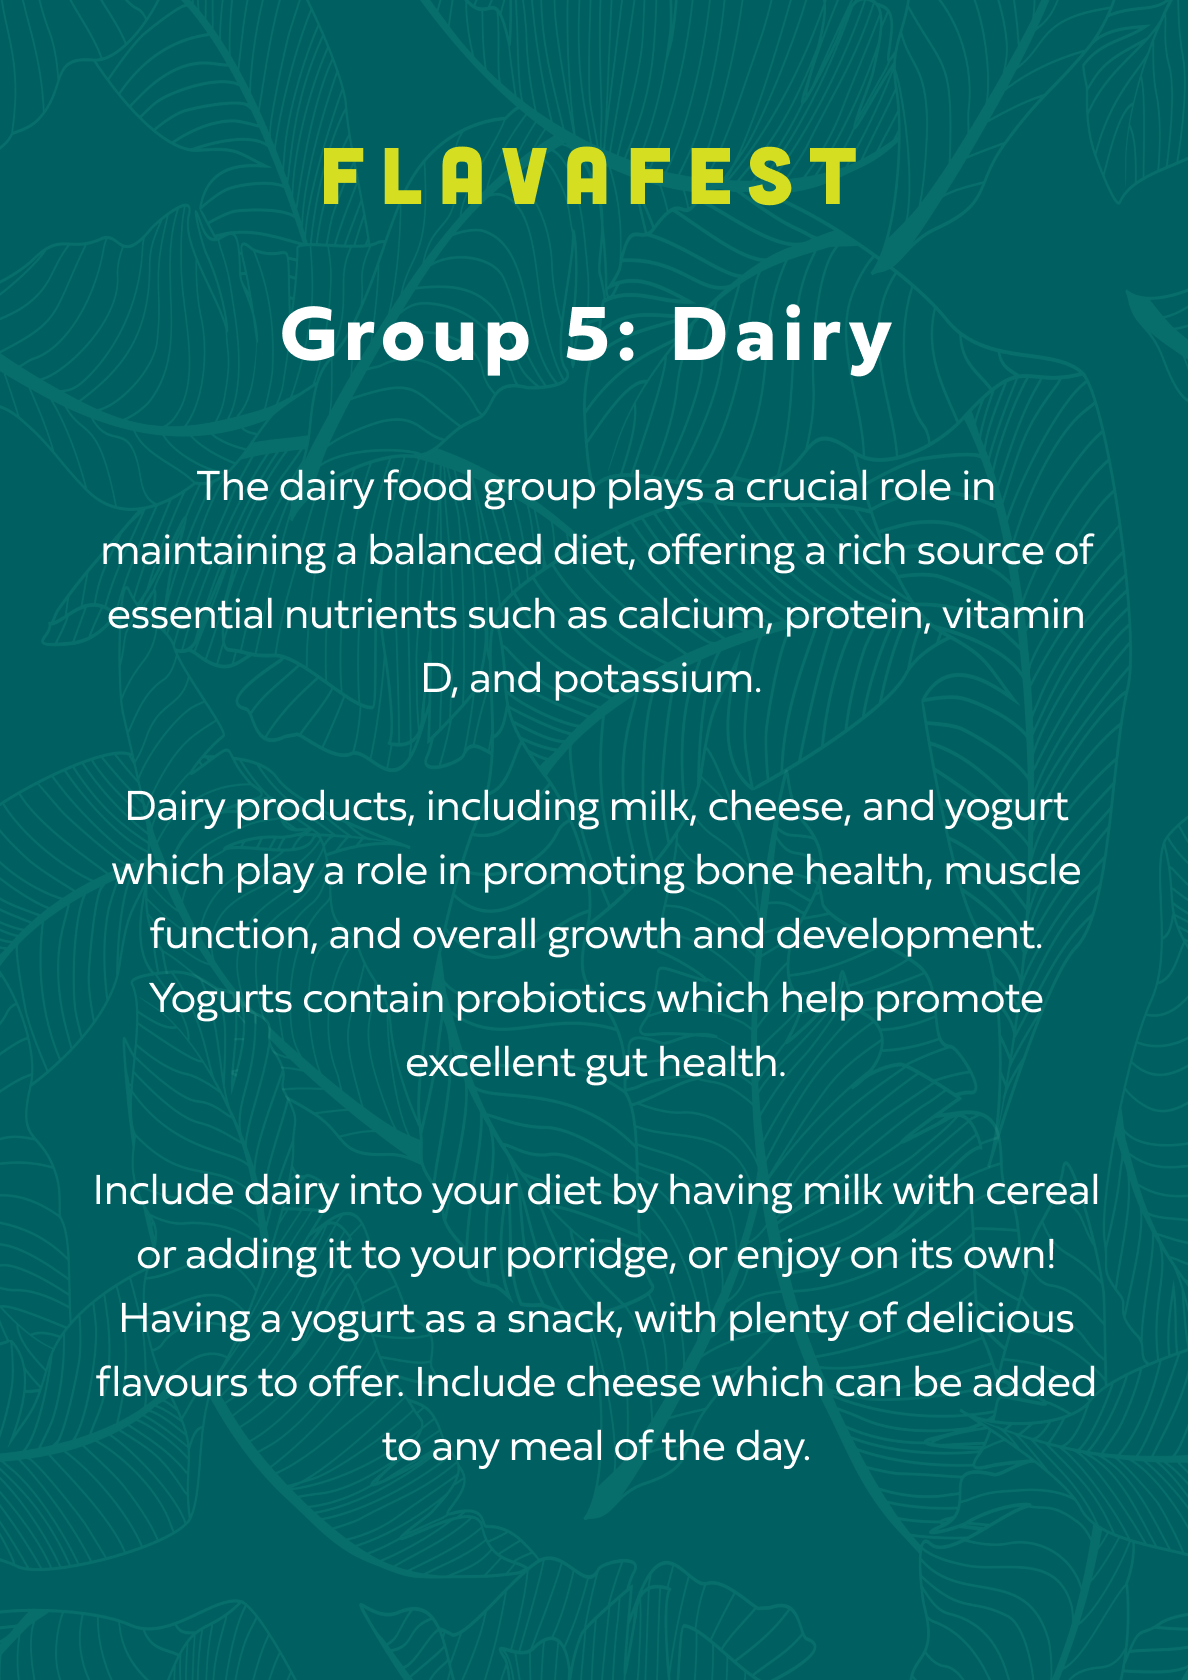 FLAVAFEST
Group 5: Dairy
The dairy food group plays a crucial role in
maintaining a balanced diet, offering a rich source of
essential nutrients such as calcium, protein, vitamin
D, and potassium.
Dairy products, including milk, cheese, and yogurt
which play a role in promoting bone health, muscle
function, and overall growth and development.
Yogurts contain probiotics which help promote
excellent gut health.
Include dairy into your diet by having milk with cereal
or adding it to your porridge, or enjoy on its own!
Having a yogurt as a snack, with plenty of delicious
flavours to offer. Include cheese which can be added
to any meal of the day.